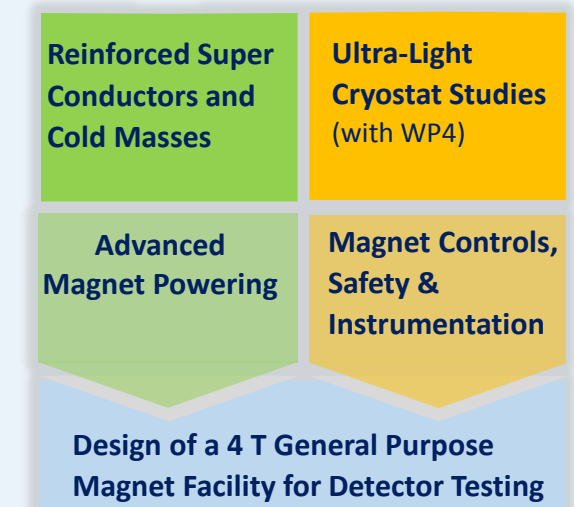 Reinforced Super
Conductors and
Cold Masses
Ultra-Light
Cryostat Studies
(with WP4)
Advanced
Magnet Powering
Magnet Controls,
Safety &
Instrumentation
Design of a 4 T General Purpose
Magnet Facility for Detector Testing